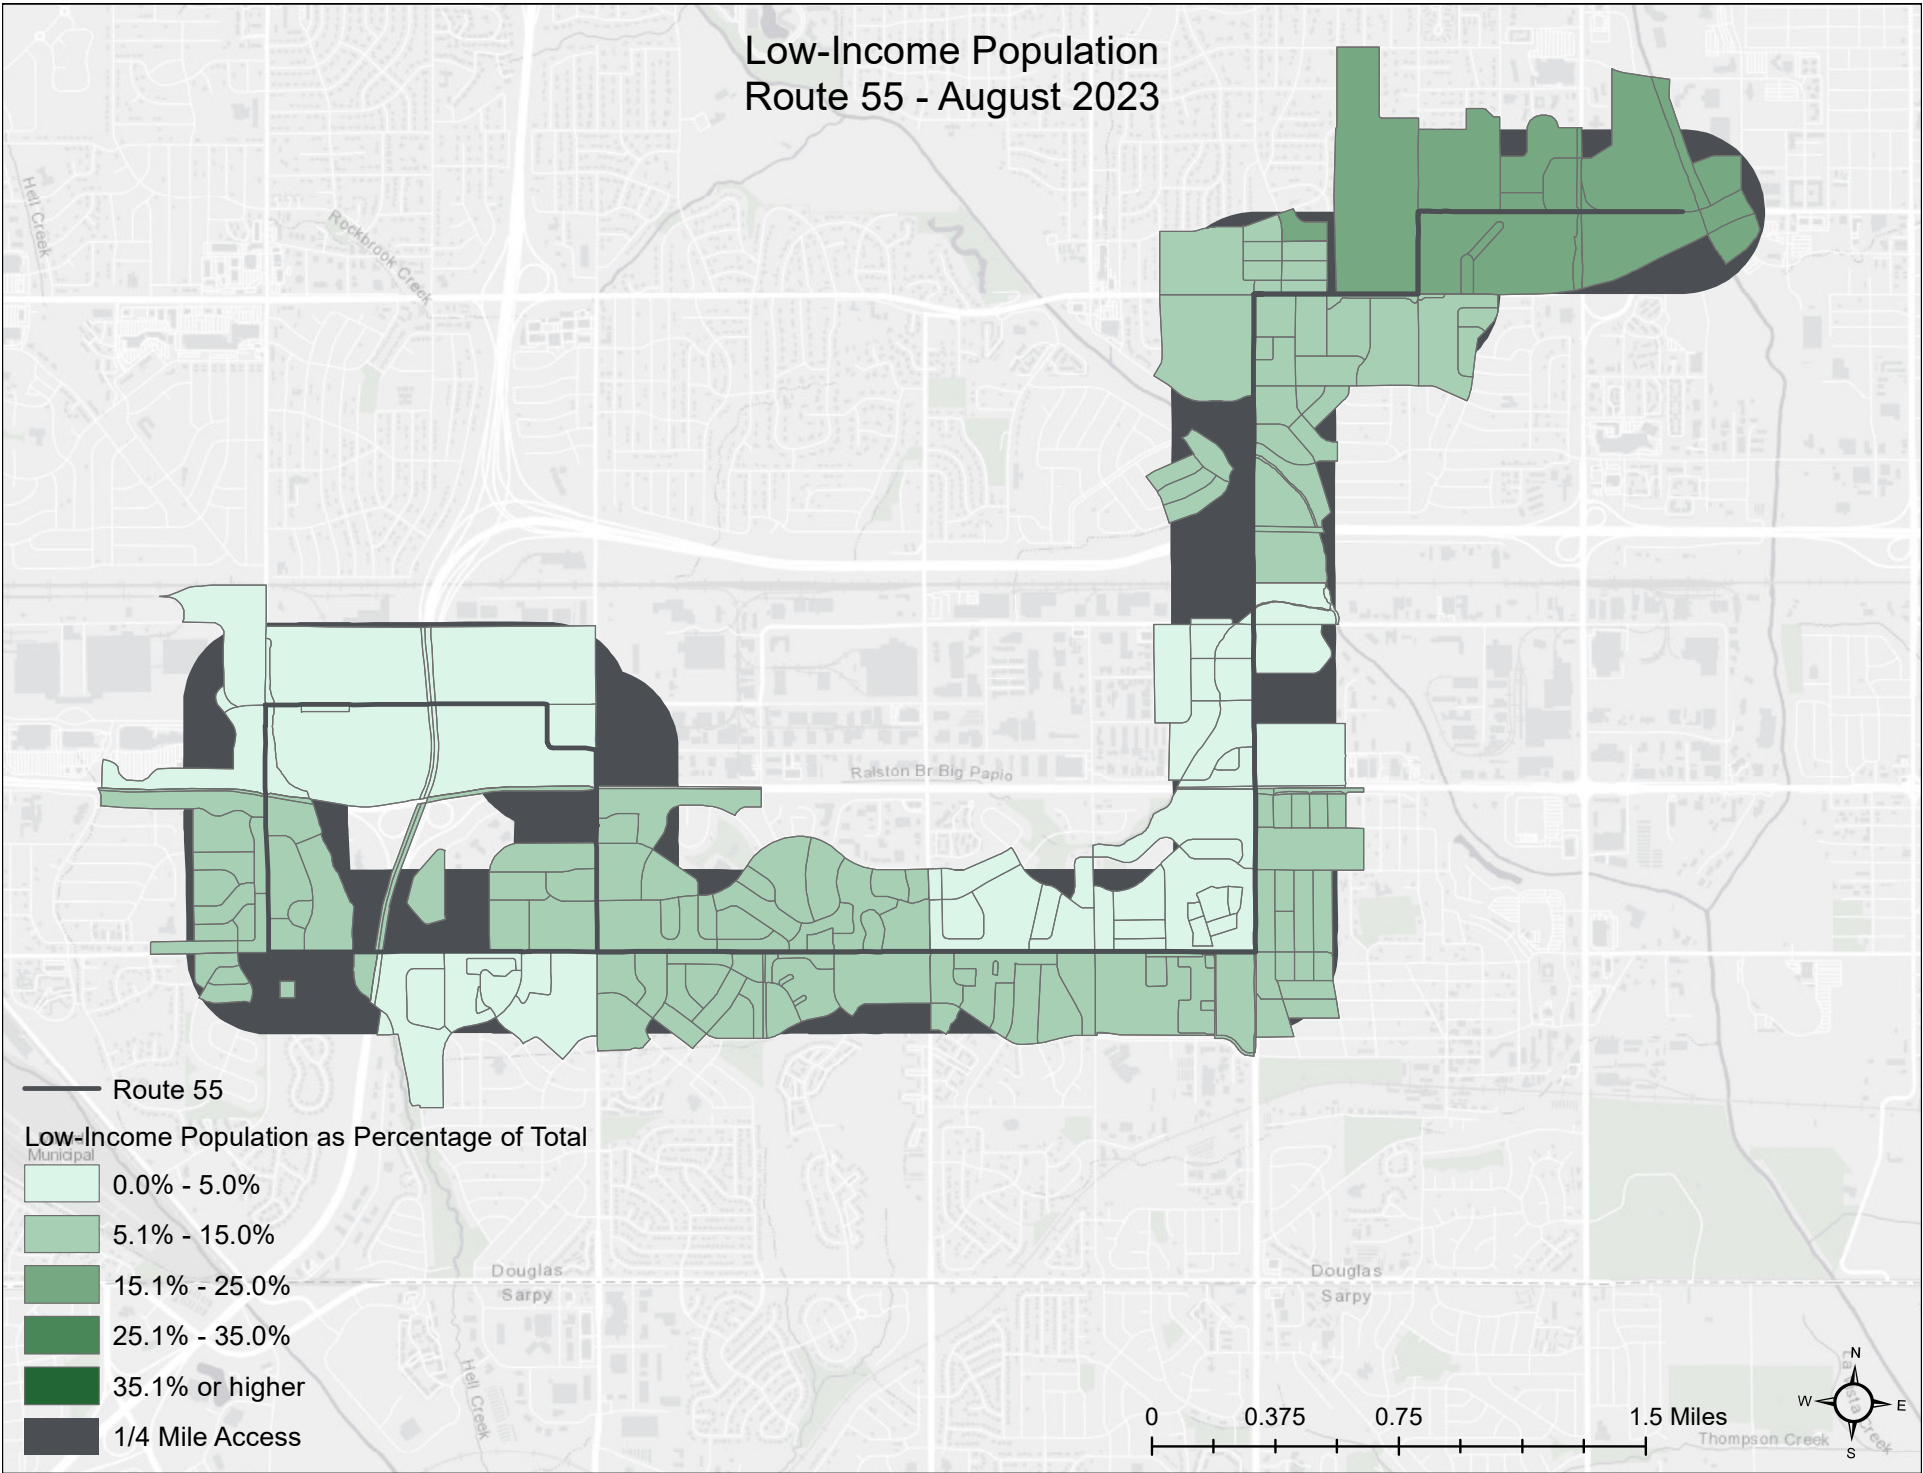 Low-Income Population
Route 55 - August 2023
Hell Creek
Rockbrook Creek
Ralston Br Big Papio
Route 55
Low-Income Population as Percentage of Total
Municipal
0.0% - 5.0%
5.1% - 15.0%
15.1% - 25.0%
25.1% - 35.0%
35.1% or higher
1/4 Mile Access
Douglas
Sarpy
Douglas
Sarpy
Hell Creek
0 0.375 0.75 1.5 Miles
N
W E
S
Thompson Creek